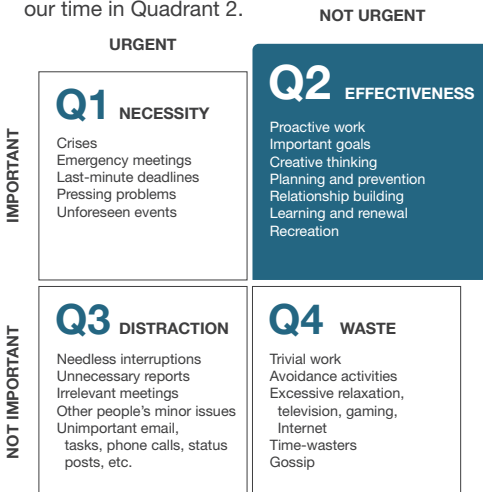 our time in Quadrant 2.
NOT URGENT
URGENT
IMPORTANT
Q1 NECESSITY
Crises
Emergency meetings
Last-minute deadlines
Pressing problems
Unforeseen events
Q2 EFFECTIVENESS
Proactive work
Important goals
Creative thinking
Planning and prevention
Relationship building
Learning and renewal
Recreation
NOT IMPORTANT
Q3 DISTRACTION
Needless interruptions
Unnecessary reports
Irrelevant meetings
Other people's minor issues
Unimportant email,
tasks, phone calls, status
posts, etc.
Q4 WASTE
Trivial work
Avoidance activities
Excessive relaxation,
television, gaming,
Internet
Time-wasters
Gossip